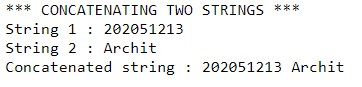 *** CONCATENATING TWO STRINGS ***
String 1 : 202051213
String 2 : Archit
Concatenated string : 202051213 Archit